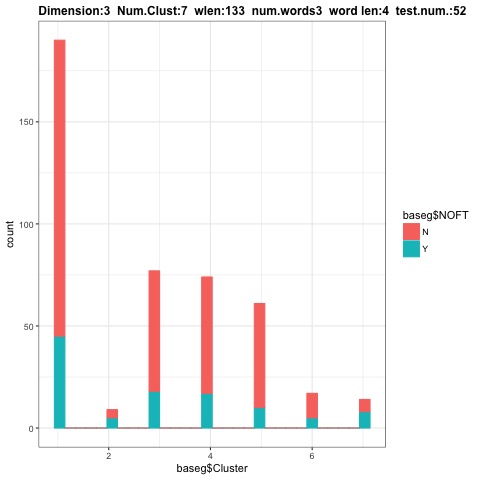 Dimension:3 Num.Clust:7 wlen:133 num.words3 word len:4 test.num.:52
150
100
50
0
count
2 4 6
baseg$Cluster
baseg$NOFT
N
Y